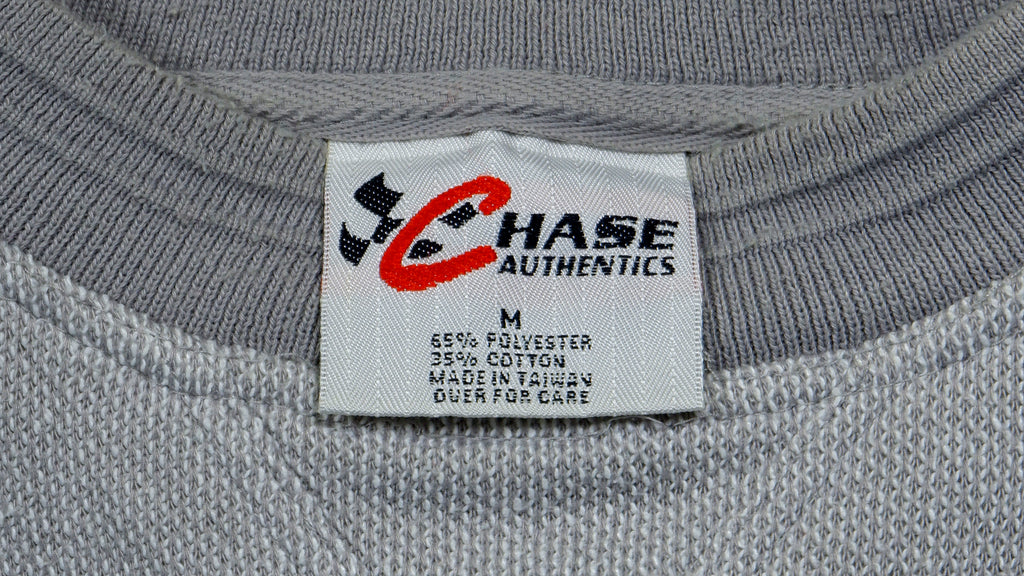 CHASE
AUTHENTICS
M
65% POLYESTER
35% COTTON
MADE IN TAIWAN
OVER FOR CARE